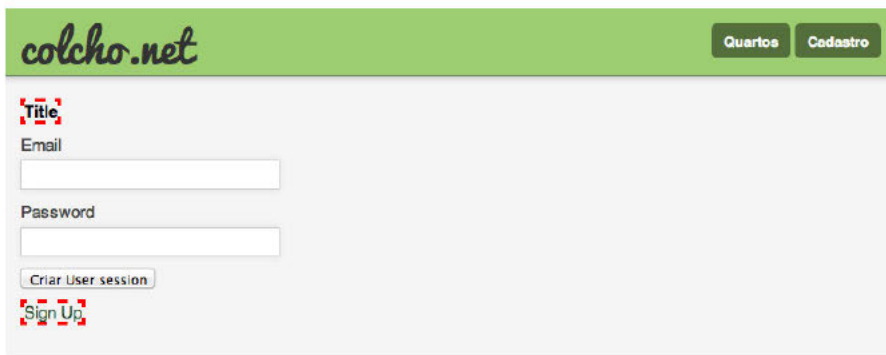 colcho.net
Quartos Cadastro
Title
Email
Password
Criar User session
Sign Up